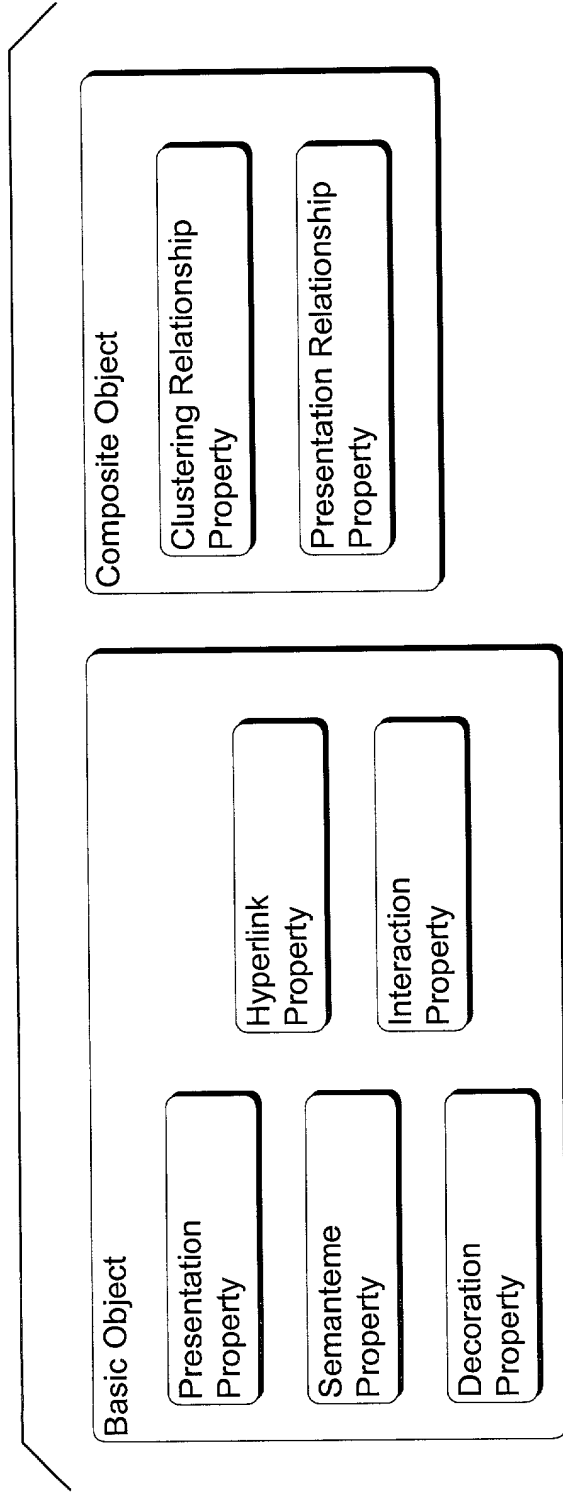 Basic Object
Presentation
Property
Semanteme
Property
Decoration
Property
Hyperlink
Property
Interaction
Property
Composite Object
Clustering Relationship
Property
Presentation Relationship
Property